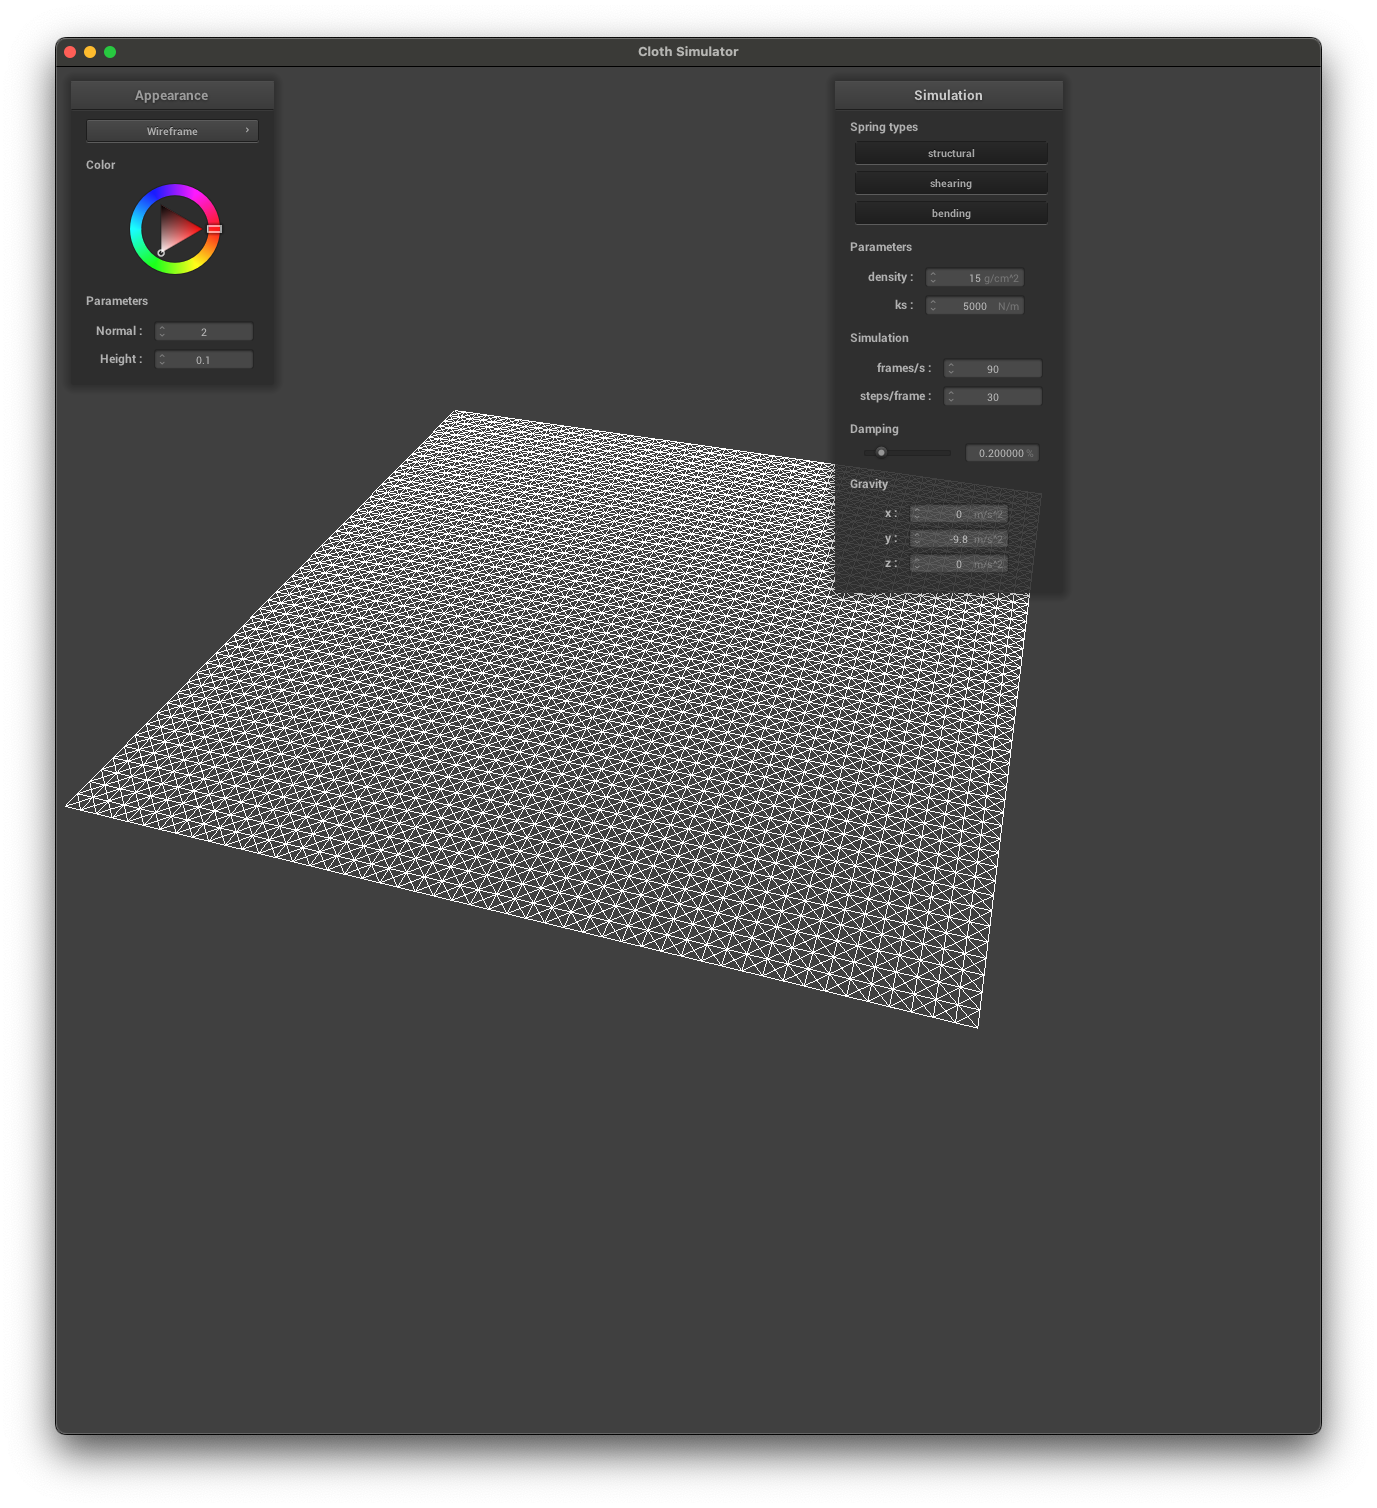 Cloth Simulator
Appearance
Wireframe ›
Color
Parameters
Normal : 2
Height : 0.1
Simulation
Spring types
structural
shearing
bending
Parameters
density : 15 g/cm^2
ks : 5000 N/m
Simulation
frames/s : 90
steps/frame : 30
Damping
0.200000 %
Gravity
x : 0 m/s^2
y : -9.8 m/s^2
z : 0 m/s^2